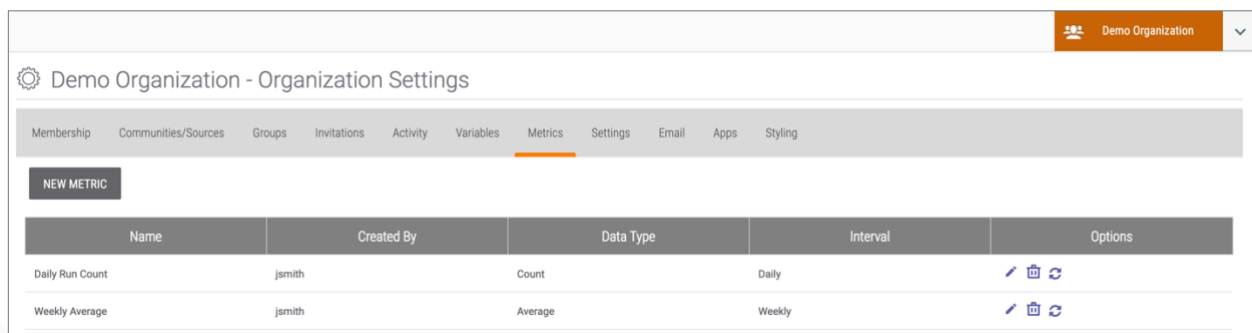 Demo Organization
Demo Organization - Organization Settings
Membership Communities/Sources Groups Invitations Activity Variables Metrics Settings Email Apps Styling
NEW METRIC
Name Created By Data Type Interval Options
Daily Run Count jsmith Count Daily
Weekly Average jsmith Average Weekly